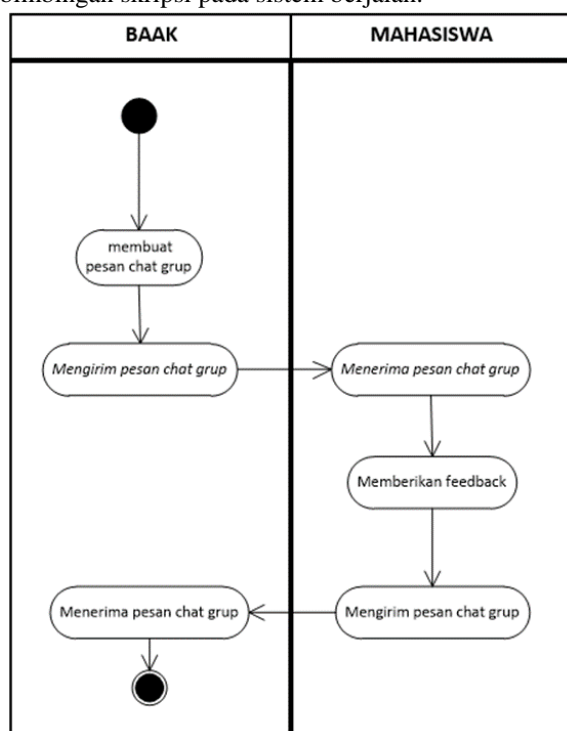 bimbingan skripsi pada sistem berjalan.
BAAK
MAHASISWA
membuat
pesan chat grup
Mengirim pesan chat grup
Menerima pesan chat grup
Memberikan feedback
Mengirim pesan chat grup
Menerima pesan chat grup